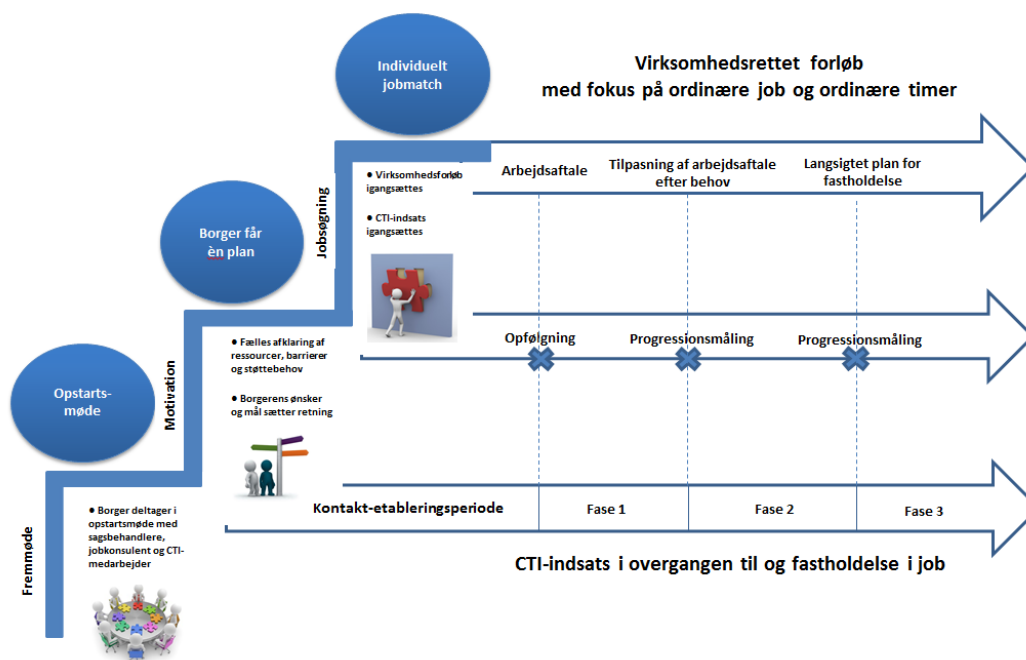 Individuelt
jobmatch
Virksomhedsrettet forløb
med fokus på ordinære job og ordinære timer
Jobsøgning
● Virksomhedsforløb
igangsættes
● CTI-indsats
igangsættes
Arbejdsaftale
Tilpasning af arbejdsaftale
efter behov
Langsigtet plan for
fastholdelse
Borger får
èn plan
Motivation
● Fælles afklaring af
ressourcer, barrierer
og støttebehov
● Borgerens ønsker
og mål sætter retning
Opfølgning
Progressionsmåling
Progressionsmåling
Opstarts-
møde
Fremmøde
● Borger deltager i
opstartsmøde med
sagsbehandlere,
jobkonsulent og CTI-
medarbejder
Kontakt-etableringsperiode
Fase 1
Fase 2
Fase 3
CTI-indsats i overgangen til og fastholdelse i job